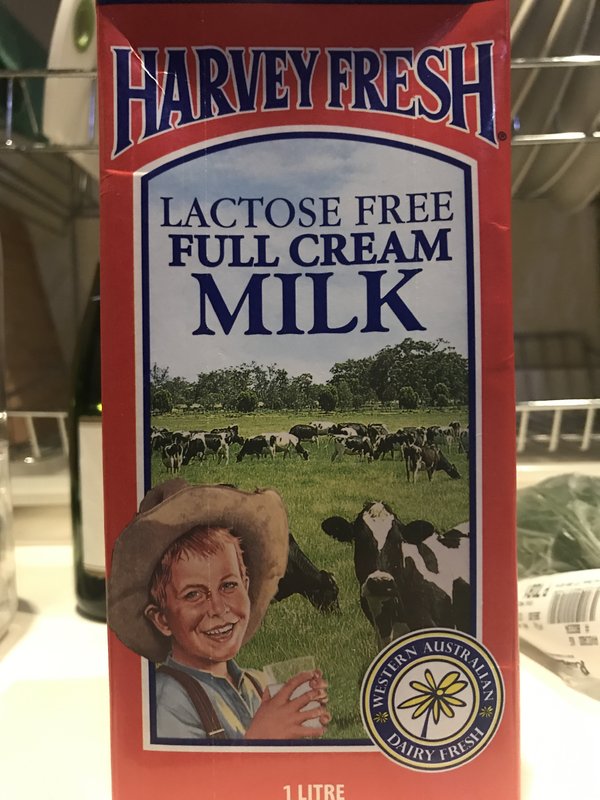 HARVEY FRESH
LACTOSE FREE
FULL CREAM
MILK
WESTERN AUSTRALIAN
DAIRY FRESH
1 LITRE